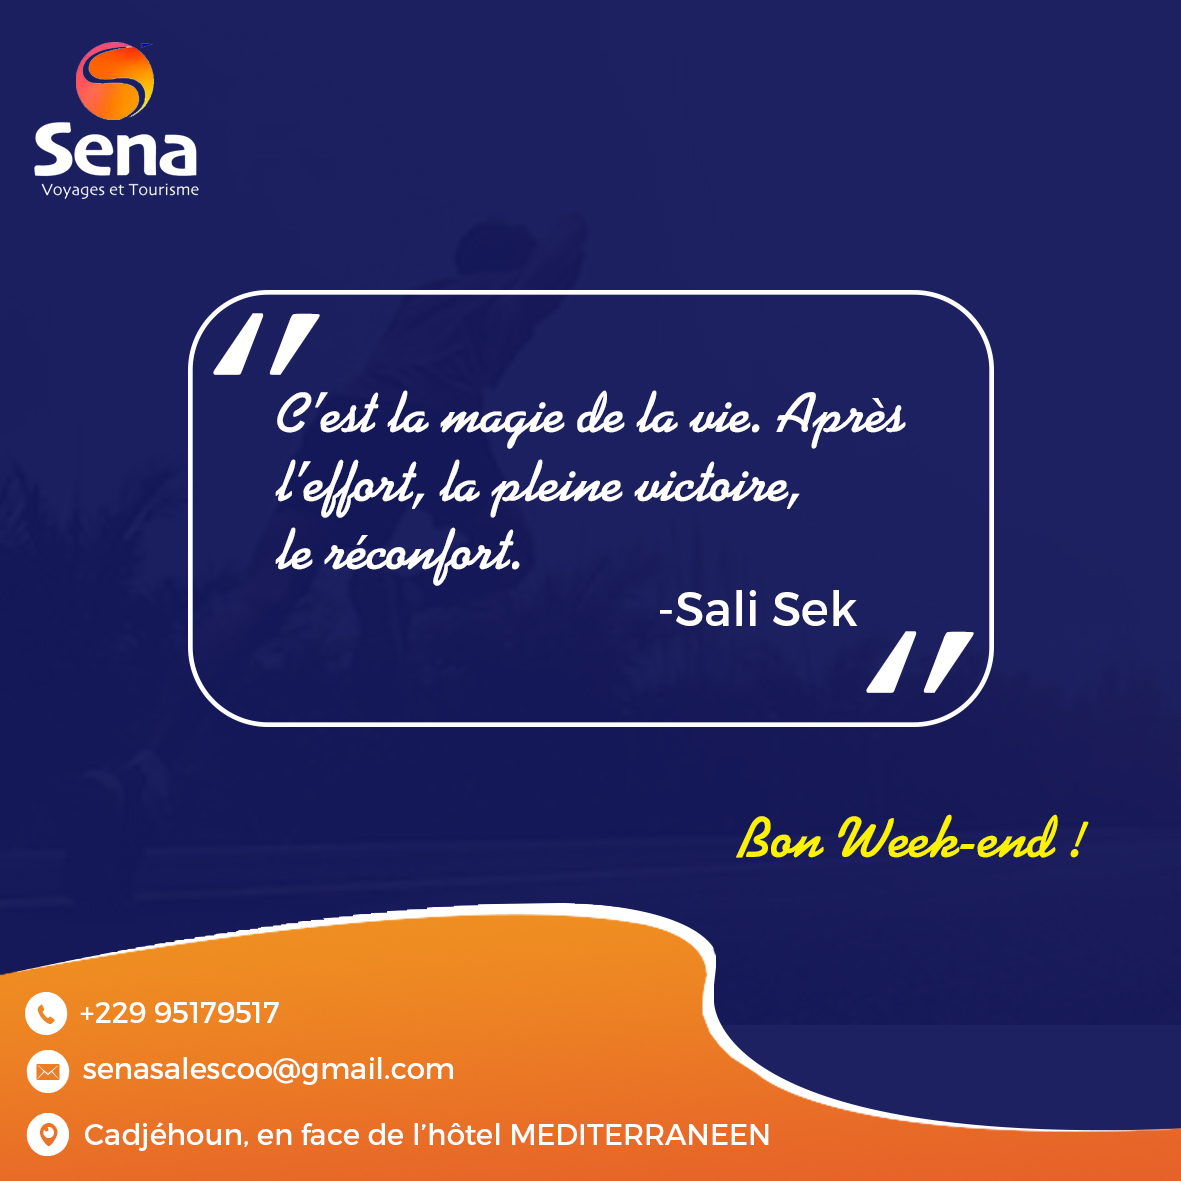 Sena
Voyages et Tourisme
"
C'est la magie de la vie. Après
l'effort, la pleine victoire,
le réconfort.
-Sali Sek
"
Bon Week-end !
+229 95179517
senasalescoo@gmail.com
Cadjéhoun, en face de l'hôtel MEDITERRANEEN